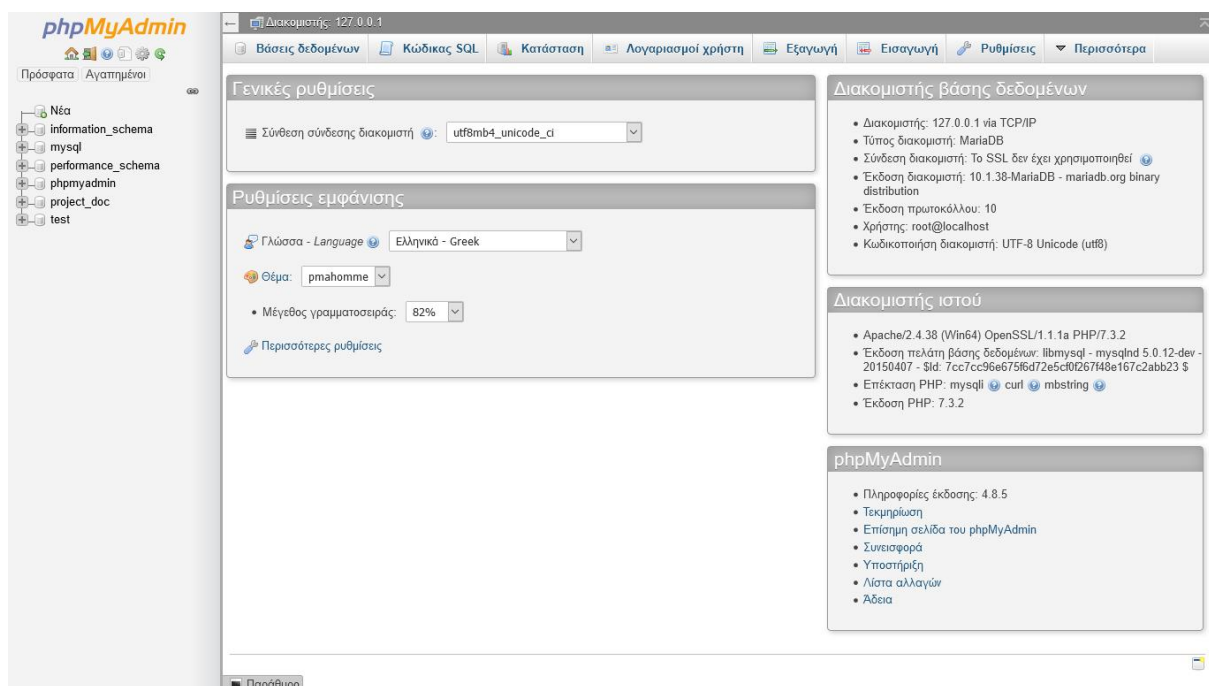 phpMyAdmin
Πρόσφατα Αγαπημένοι
Νέα
information_schema
mysql
performance_schema
phpmyadmin
project_doc
test
Διακομιστής: 127.0.0.1
Βάσεις δεδομένων Κώδικας SQL Κατάσταση Λογαριασμοί χρήστη Εξαγωγή Εισαγωγή Ρυθμίσεις Περισσότερα
Γενικές ρυθμίσεις
Σύνθεση σύνδεσης διακομιστή : utf8mb4_unicode_ci
Ρυθμίσεις εμφάνισης
Γλώσσα - Language Ελληνικά - Greek
Θέμα: pmahomme
• Μέγεθος γραμματοσειράς: 82%
Περισσότερες ρυθμίσεις
Διακομιστής βάσης δεδομένων
• Διακομιστής: 127.0.0.1 via TCP/IP
• Τύπος διακομιστή: MariaDB
• Σύνδεση διακομιστή: Το SSL δεν έχει χρησιμοποιηθεί
• Έκδοση διακομιστή: 10.1.38-MariaDB - mariadb.org binary
distribution
• Έκδοση πρωτοκόλλου: 10
• Χρήστης: root@localhost
• Κωδικοποίηση διακομιστή: UTF-8 Unicode (utf8)
Διακομιστής ιστού
• Apache/2.4.38 (Win64) OpenSSL/1.1.1a PHP/7.3.2
• Έκδοση πελάτη βάσης δεδομένων: libmysql - mysqlnd 5.0.12-dev -
20150407 - $Id: 7cc7cc96e675f6d72e5cf0f267f48e167c2abb23 $
• Επέκταση PHP: mysqli curl mbstring
• Έκδοση PHP: 7.3.2
phpMyAdmin
• Πληροφορίες έκδοσης: 4.8.5
• Τεκμηρίωση
• Επίσημη σελίδα του phpMyAdmin
• Συνεισφορά
• Υποστήριξη
• Λίστα αλλαγών
• Άδεια
Παράθυρο